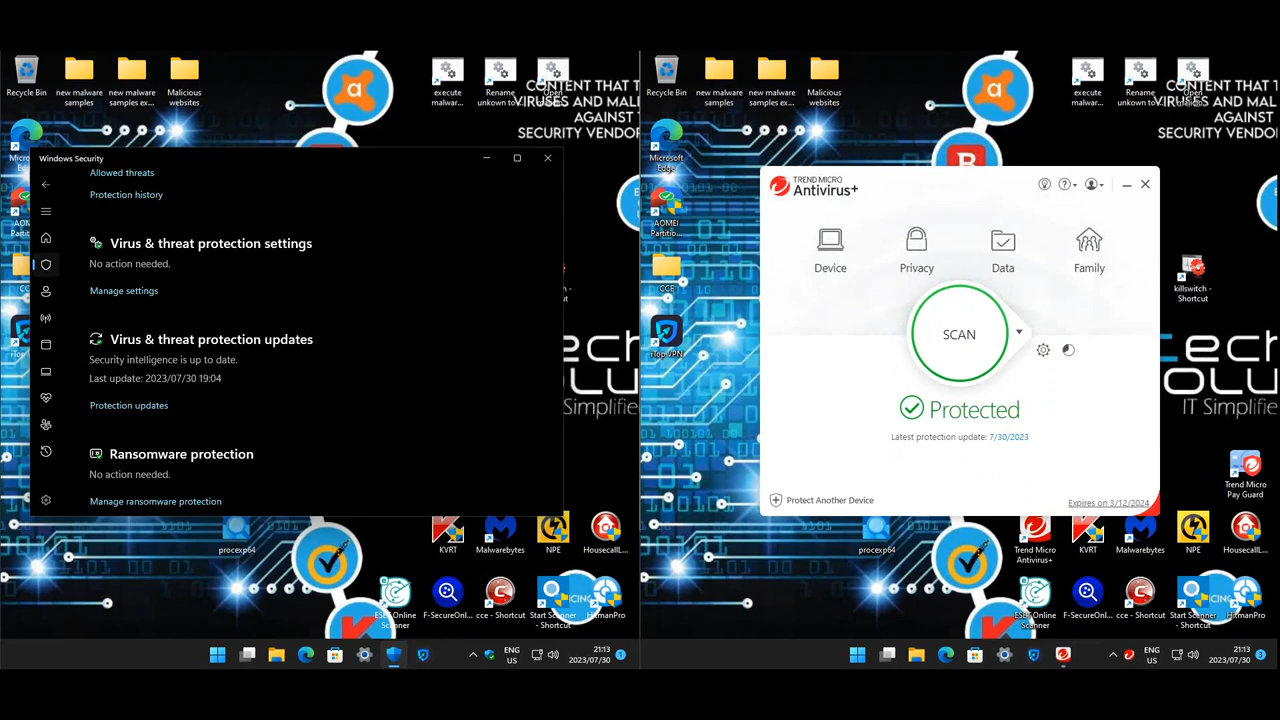 Recycle Bin
new malware
samples
new malware
samples ex...
Malicious
websites
execute
malwar...
Rename
unkown to...
Open
CONTENT THAT
VIRUSES AND MAL
AGAINST
SECURITY VENDOR
Windows Security
Allowed threats
Protection history
Virus & threat protection settings
No action needed.
Manage settings
Virus & threat protection updates
Security intelligence is up to date.
Last update: 2023/07/30 19:04
Protection updates
Ransomware protection
No action needed.
Manage ransomware protection
IT Simplifie
procexp64
KVRT
Malwarebytes
NPE
HousecallL...
ESET Online
Scanner
F-SecureOnl...
cce - Shortcut
Start Scanner
- Shortcut
HitmanPro
ENG
US
21:13
2023/07/30
1
Recycle Bin
new malware
samples
new malware
samples ex...
Malicious
websites
execute
malwar...
Rename
unkown to...
Open
CONTENT THAT
VIRUSES AND MAL
AGAINST
SECURITY VENDOR
Microsoft
Edge
AOMEI
Partitio...
CCE
iTop VPN
TREND MICRO
Antivirus+
Device
Privacy
Data
Family
SCAN
Protected
Latest protection update: 7/30/2023
Protect Another Device
Expires on 3/12/2024
killswitch -
Shortcut
tech
OLU
IT Simplifie
Trend Micro
Pay Guard
procexp64
Trend Micro
Antivirus+
KVRT
Malwarebytes
NPE
HousecallL...
ESET Online
Scanner
F-SecureOnl...
cce - Shortcut
Start Scanner
- Shortcut
HitmanPro
ENG
US
21:13
2023/07/30
3